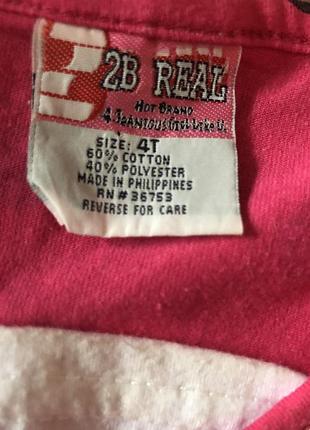 2B REAL
HOT BRAND
SIZE: 4T
60% COTTON
40% POLYESTER
MADE IN PHILIPPINES
RN # 36753
REVERSE FOR CARE